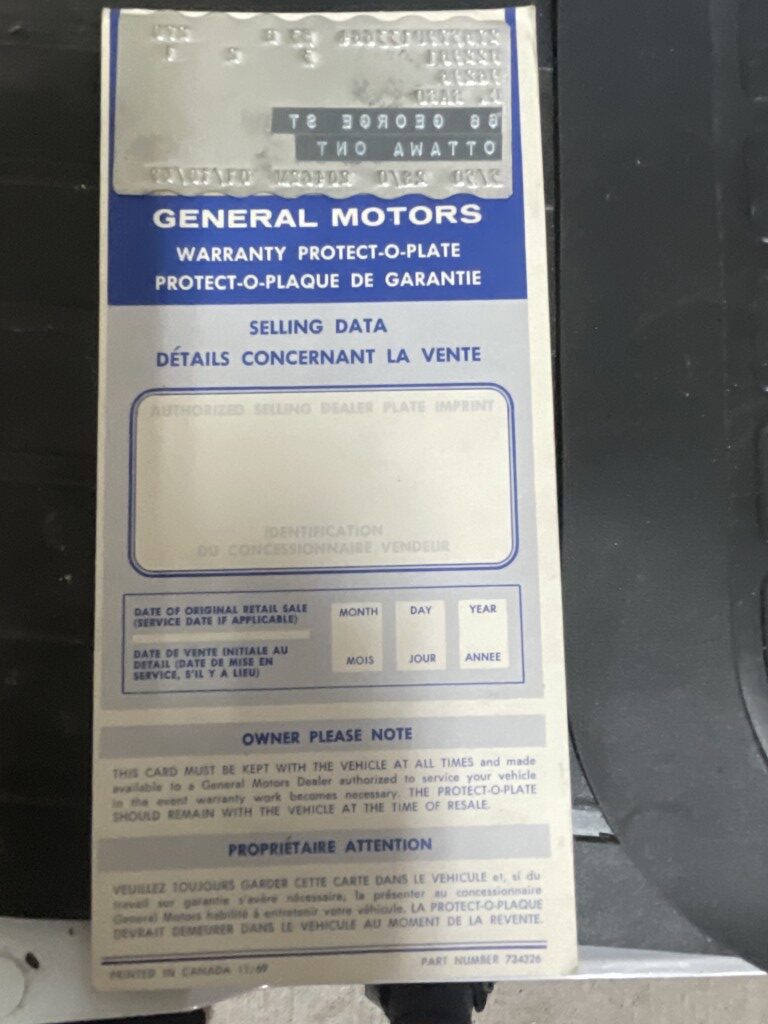 66 GEORGE ST
OTTAWA ONT
GENERAL MOTORS
WARRANTY PROTECT-O-PLATE
PROTECT-O-PLAQUE DE GARANTIE
SELLING DATA
DÉTAILS CONCERNANT LA VENTE
AUTHORIZED SELLING DEALER PLATE IMPRINT
IDENTIFICATION
DU CONCESSIONNAIRE VENDEUR
DATE OF ORIGINAL RETAIL SALE
(SERVICE DATE IF APPLICABLE)
DATE DE VENTE INITIALE AU
DETAIL (DATE DE MISE EN
SERVICE, S'IL Y A LIEU)
MONTH DAY YEAR
MOIS JOUR ANNEE
OWNER PLEASE NOTE
THIS CARD MUST BE KEPT WITH THE VEHICLE AT ALL TIMES and made
available to a General Motors Dealer authorized to service your vehicle
in the event warranty work becomes necessary. THE PROTECT-O-PLATE
SHOULD REMAIN WITH THE VEHICLE AT THE TIME OF RESALE.
PROPRIÉTAIRE ATTENTION
VEUILLEZ TOUJOURS GARDER CETTE CARTE DANS LE VEHICULE et, si du
travail sur garantie s'avère nécessaire, la présenter au concessionnaire
General Motors habilité à entretenir votre véhicule. LA PROTECT-O-PLAQUE
DEVRAIT DEMEURER DANS LE VEHICULE AU MOMENT DE LA REVENTE.
PRINTED IN CANADA 11/69
PART NUMBER 734326